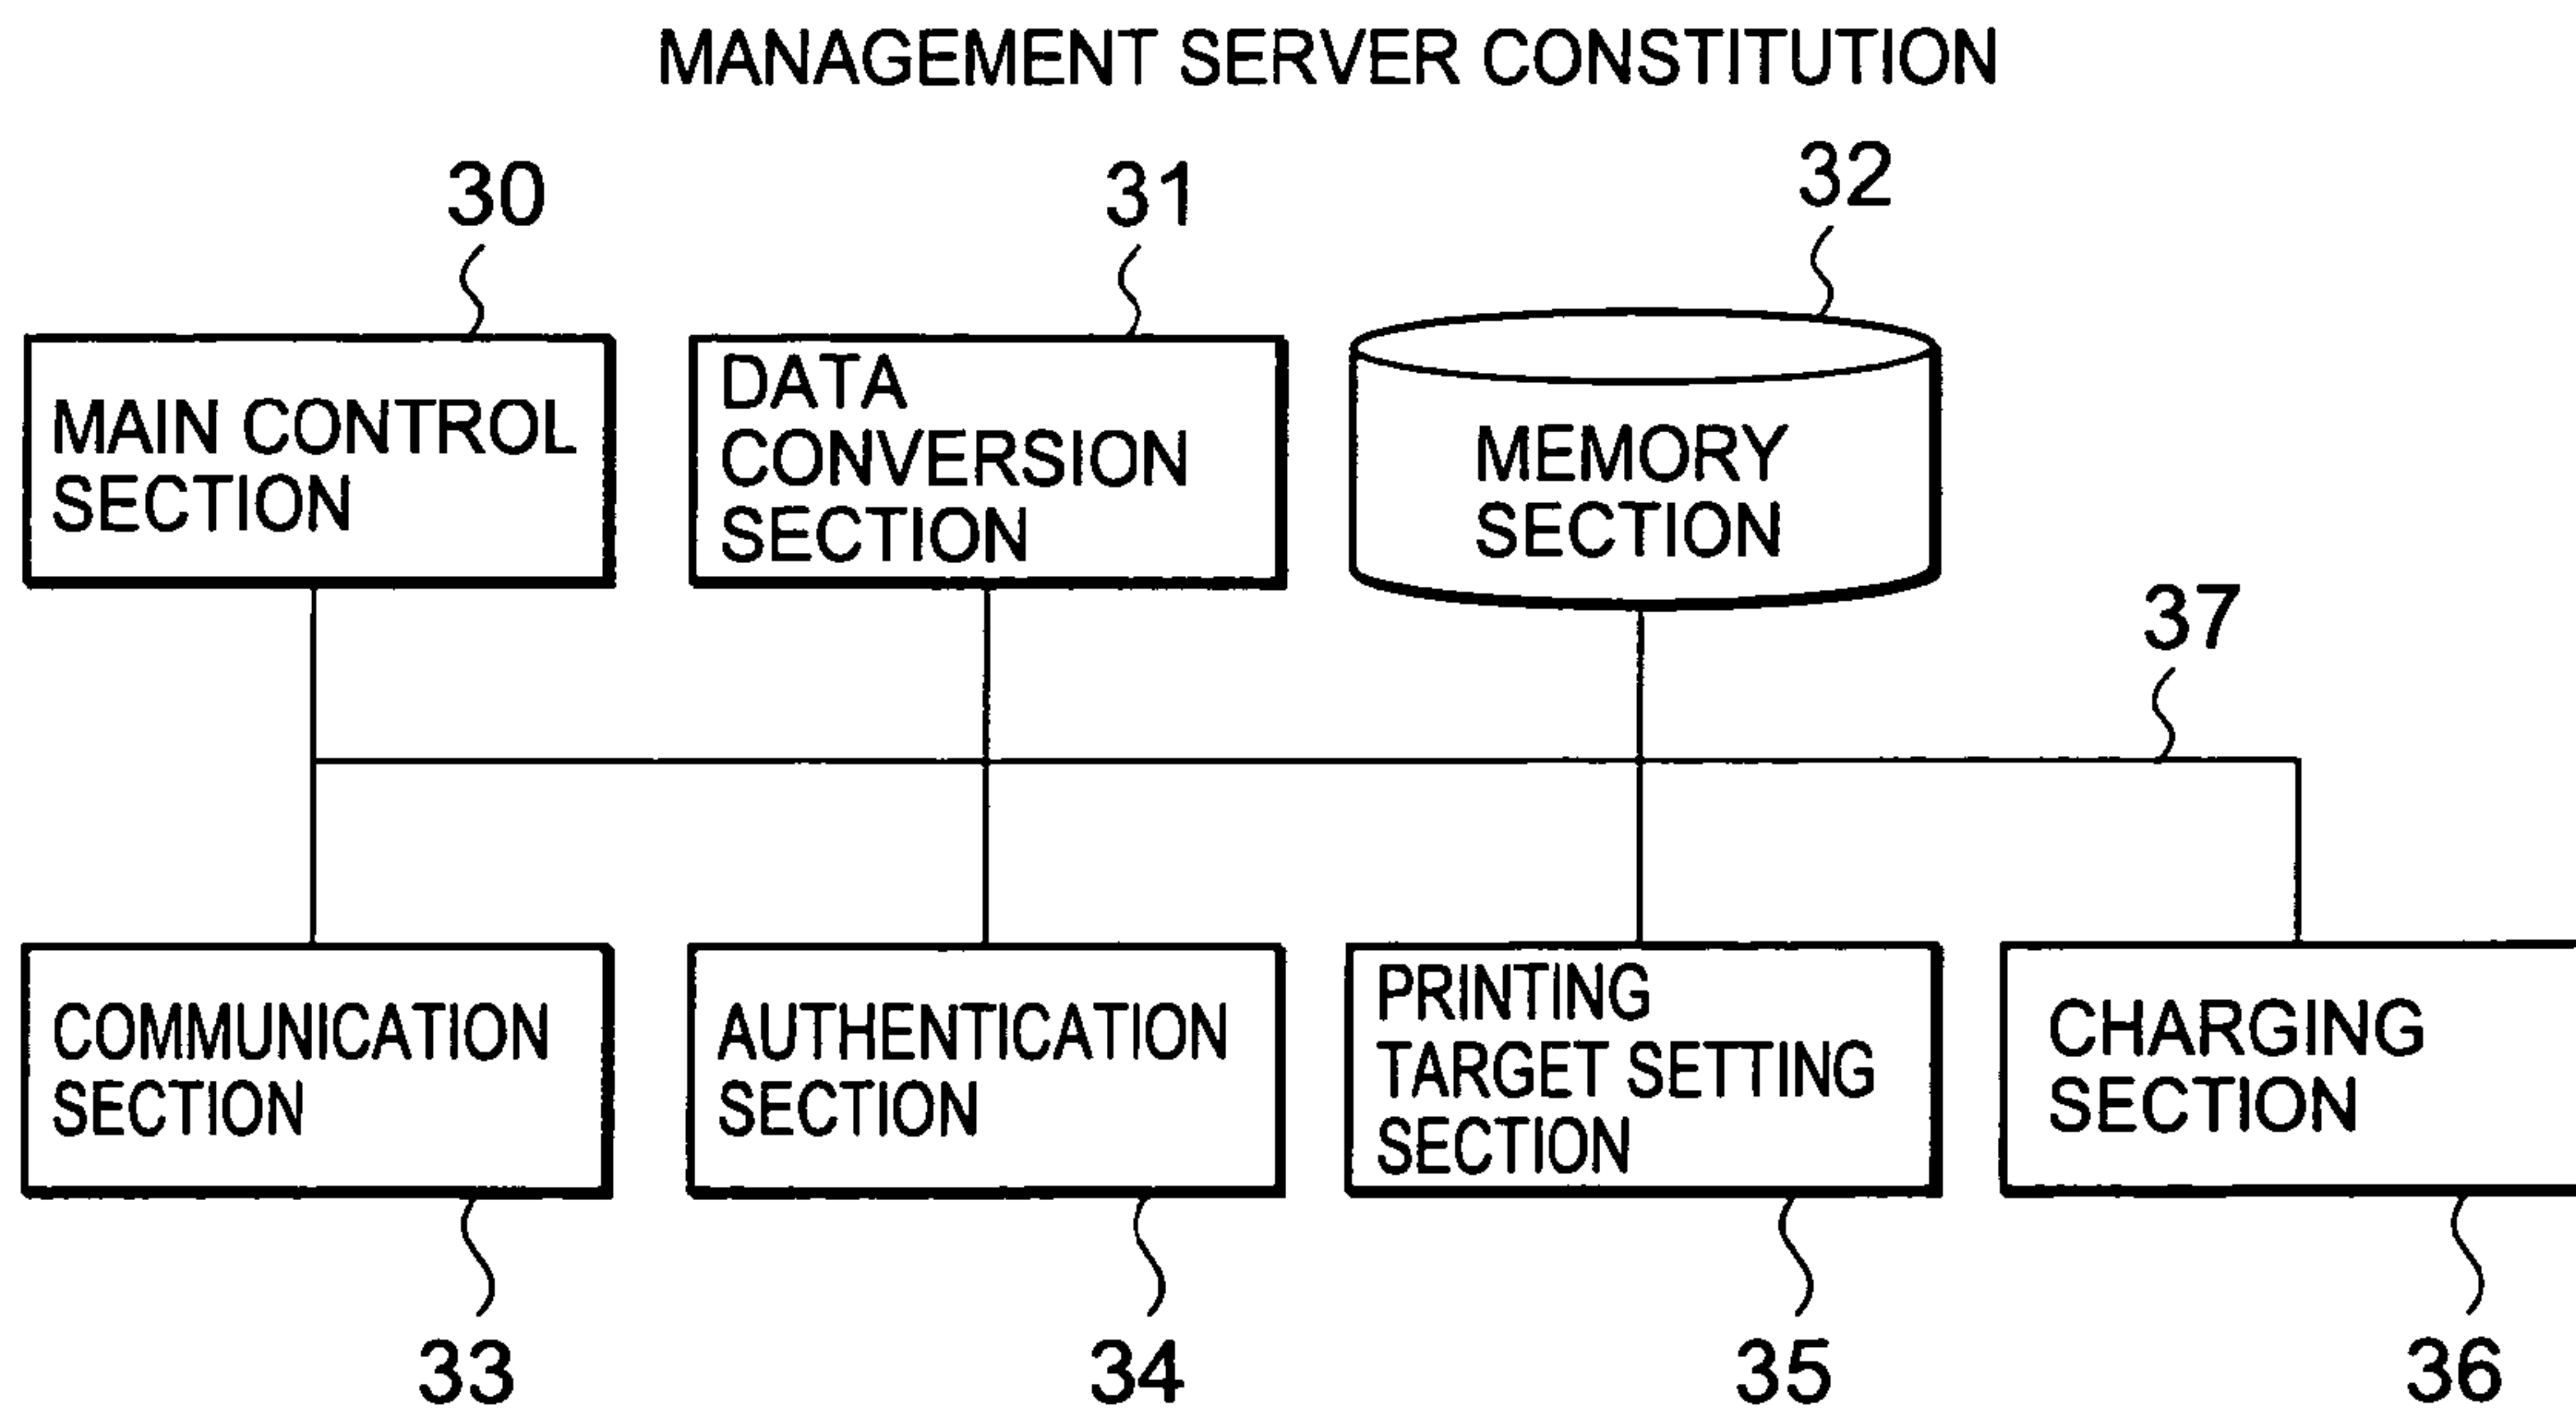 MANAGEMENT SERVER CONSTITUTION
30
31
32
MAIN CONTROL
SECTION
DATA
CONVERSION
SECTION
MEMORY
SECTION
37
COMMUNICATION
SECTION
AUTHENTICATION
SECTION
PRINTING
TARGET SETTING
SECTION
CHARGING
SECTION
33
34
35
36